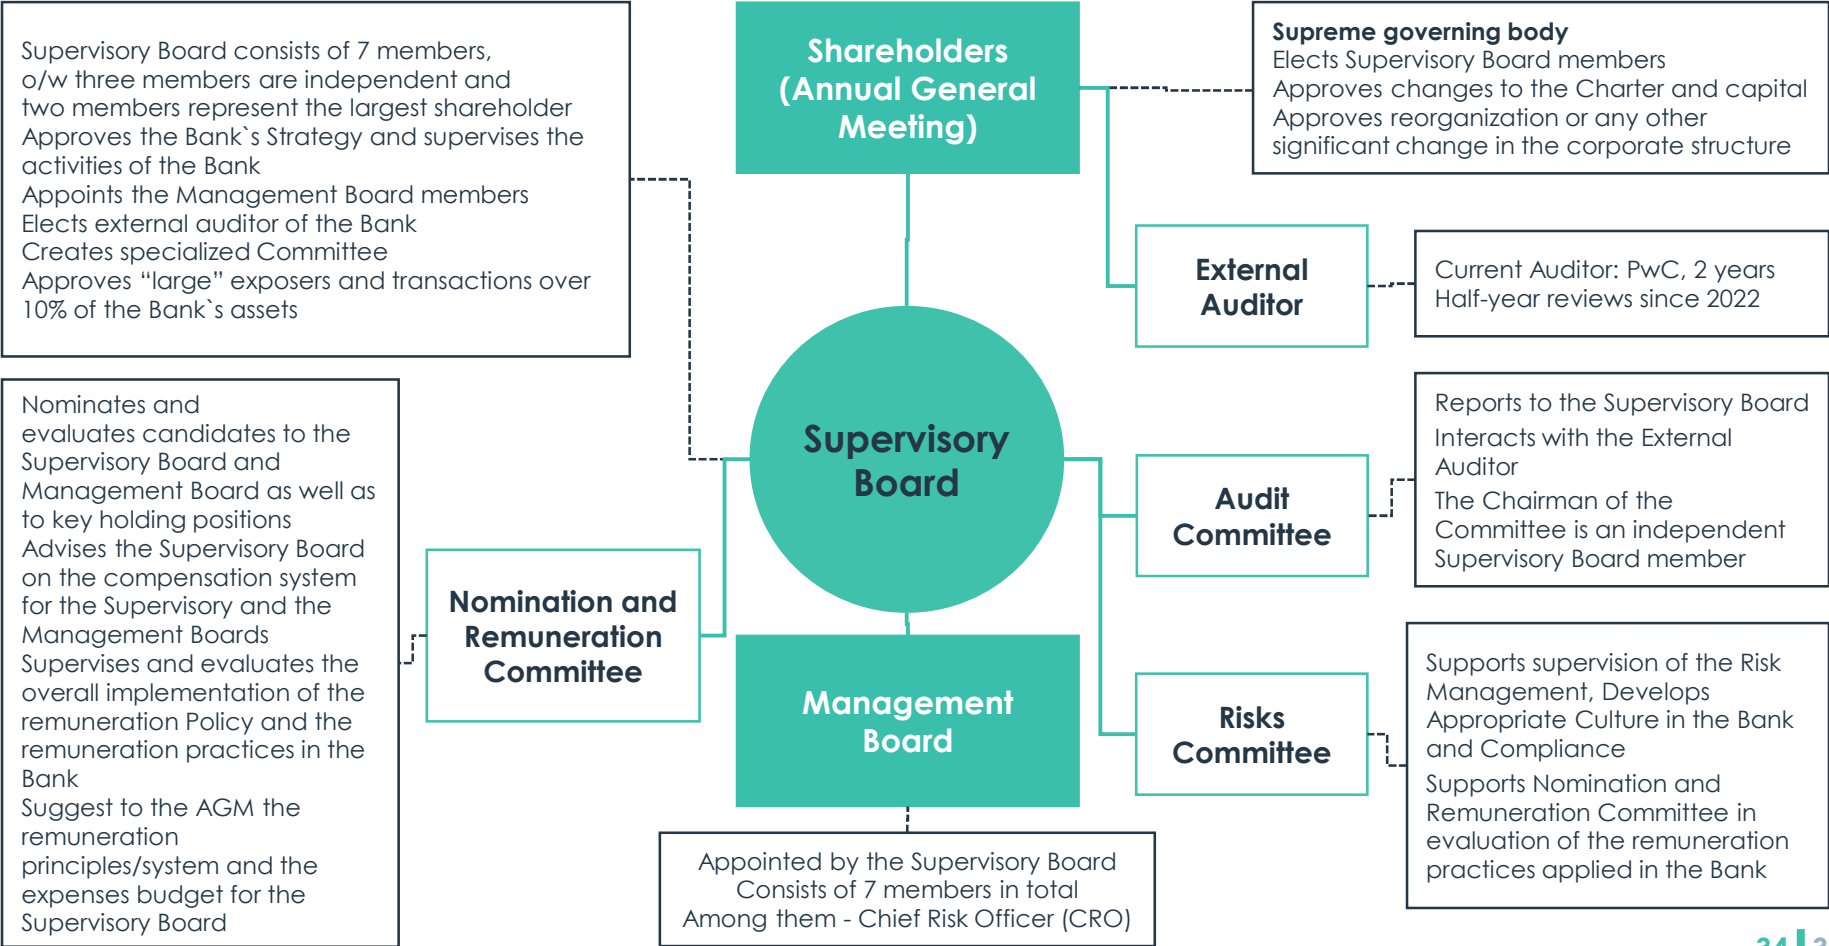 Supervisory Board consists of 7 members,
o/w three members are independent and
two members represent the largest shareholder
Approves the Bank`s Strategy and supervises the
activities of the Bank
Appoints the Management Board members
Elects external auditor of the Bank
Creates specialized Committee
Approves “large” exposers and transactions over
10% of the Bank`s assets
Shareholders
(Annual General
Meeting)
Supreme governing body
Elects Supervisory Board members
Approves changes to the Charter and capital
Approves reorganization or any other
significant change in the corporate structure
External
Auditor
Current Auditor: PwC, 2 years
Half-year reviews since 2022
Nominates and
evaluates candidates to the
Supervisory Board and
Management Board as well as
to key holding positions
Advises the Supervisory Board
on the compensation system
for the Supervisory and the
Management Boards
Supervises and evaluates the
overall implementation of the
remuneration Policy and the
remuneration practices in the
Bank
Suggest to the AGM the
remuneration
principles/system and the
expenses budget for the
Supervisory Board
Nomination and
Remuneration
Committee
Supervisory
Board
Audit
Committee
Reports to the Supervisory Board
Interacts with the External
Auditor
The Chairman of the
Committee is an independent
Supervisory Board member
Management
Board
Risks
Committee
Supports supervision of the Risk
Management, Develops
Appropriate Culture in the Bank
and Compliance
Supports Nomination and
Remuneration Committee in
evaluation of the remuneration
practices applied in the Bank
Appointed by the Supervisory Board
Consists of 7 members in total
Among them - Chief Risk Officer (CRO)